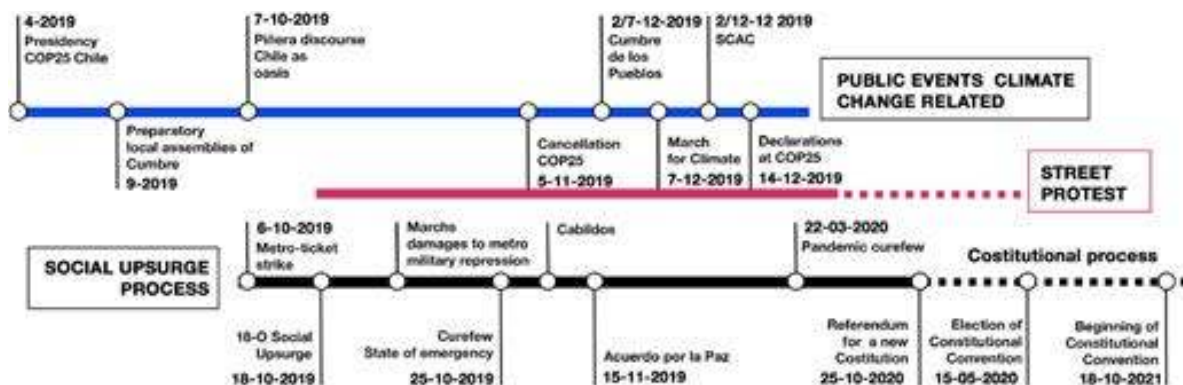 4-2019
Presidency
COP25 Chile
7-10-2019
Piñera discourse
Chile as
oasis
2/7-12-2019
Cumbre
de los
Pueblos
2/12-12 2019
SCAC
PUBLIC EVENTS CLIMATE
CHANGE RELATED
Preparatory
local assemblies of
Cumbre
9-2019
Cancellation
COP25
5-11-2019
March
for Climate
7-12-2019
Declarations
at COP25
14-12-2019
STREET
PROTEST
SOCIAL UPSURGE
PROCESS
6-10-2019
Metro-ticket
strike
Marchs
damages to metro
military repression
Cabildos
22-03-2020
Pandemic curefew
Costitutional process
18-O Social
Upsurge
18-10-2019
Curefew
State of emergency
25-10-2019
Acuerdo por la Paz
15-11-2019
Referendum
for a new
Costitution
25-10-2020
Election of
Constitutional
Convention
15-05-2020
Beginning of
Constitutional
Convention
18-10-2021